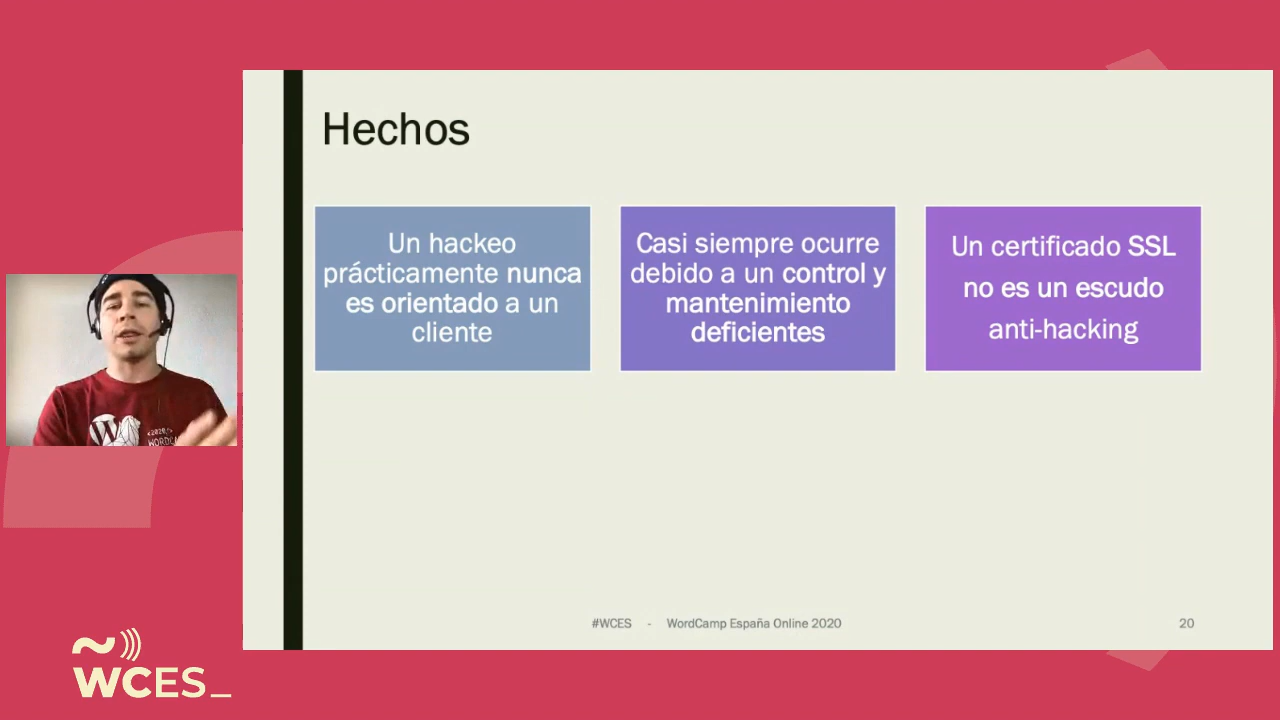 Hechos
Un hackeo
prácticamente nunca
es orientado a un
cliente
Casi siempre ocurre
debido a un control y
mantenimiento
deficientes
Un certificado SSL
no es un escudo
anti-hacking
#WCES - WordCamp España Online 2020
20
WCES_